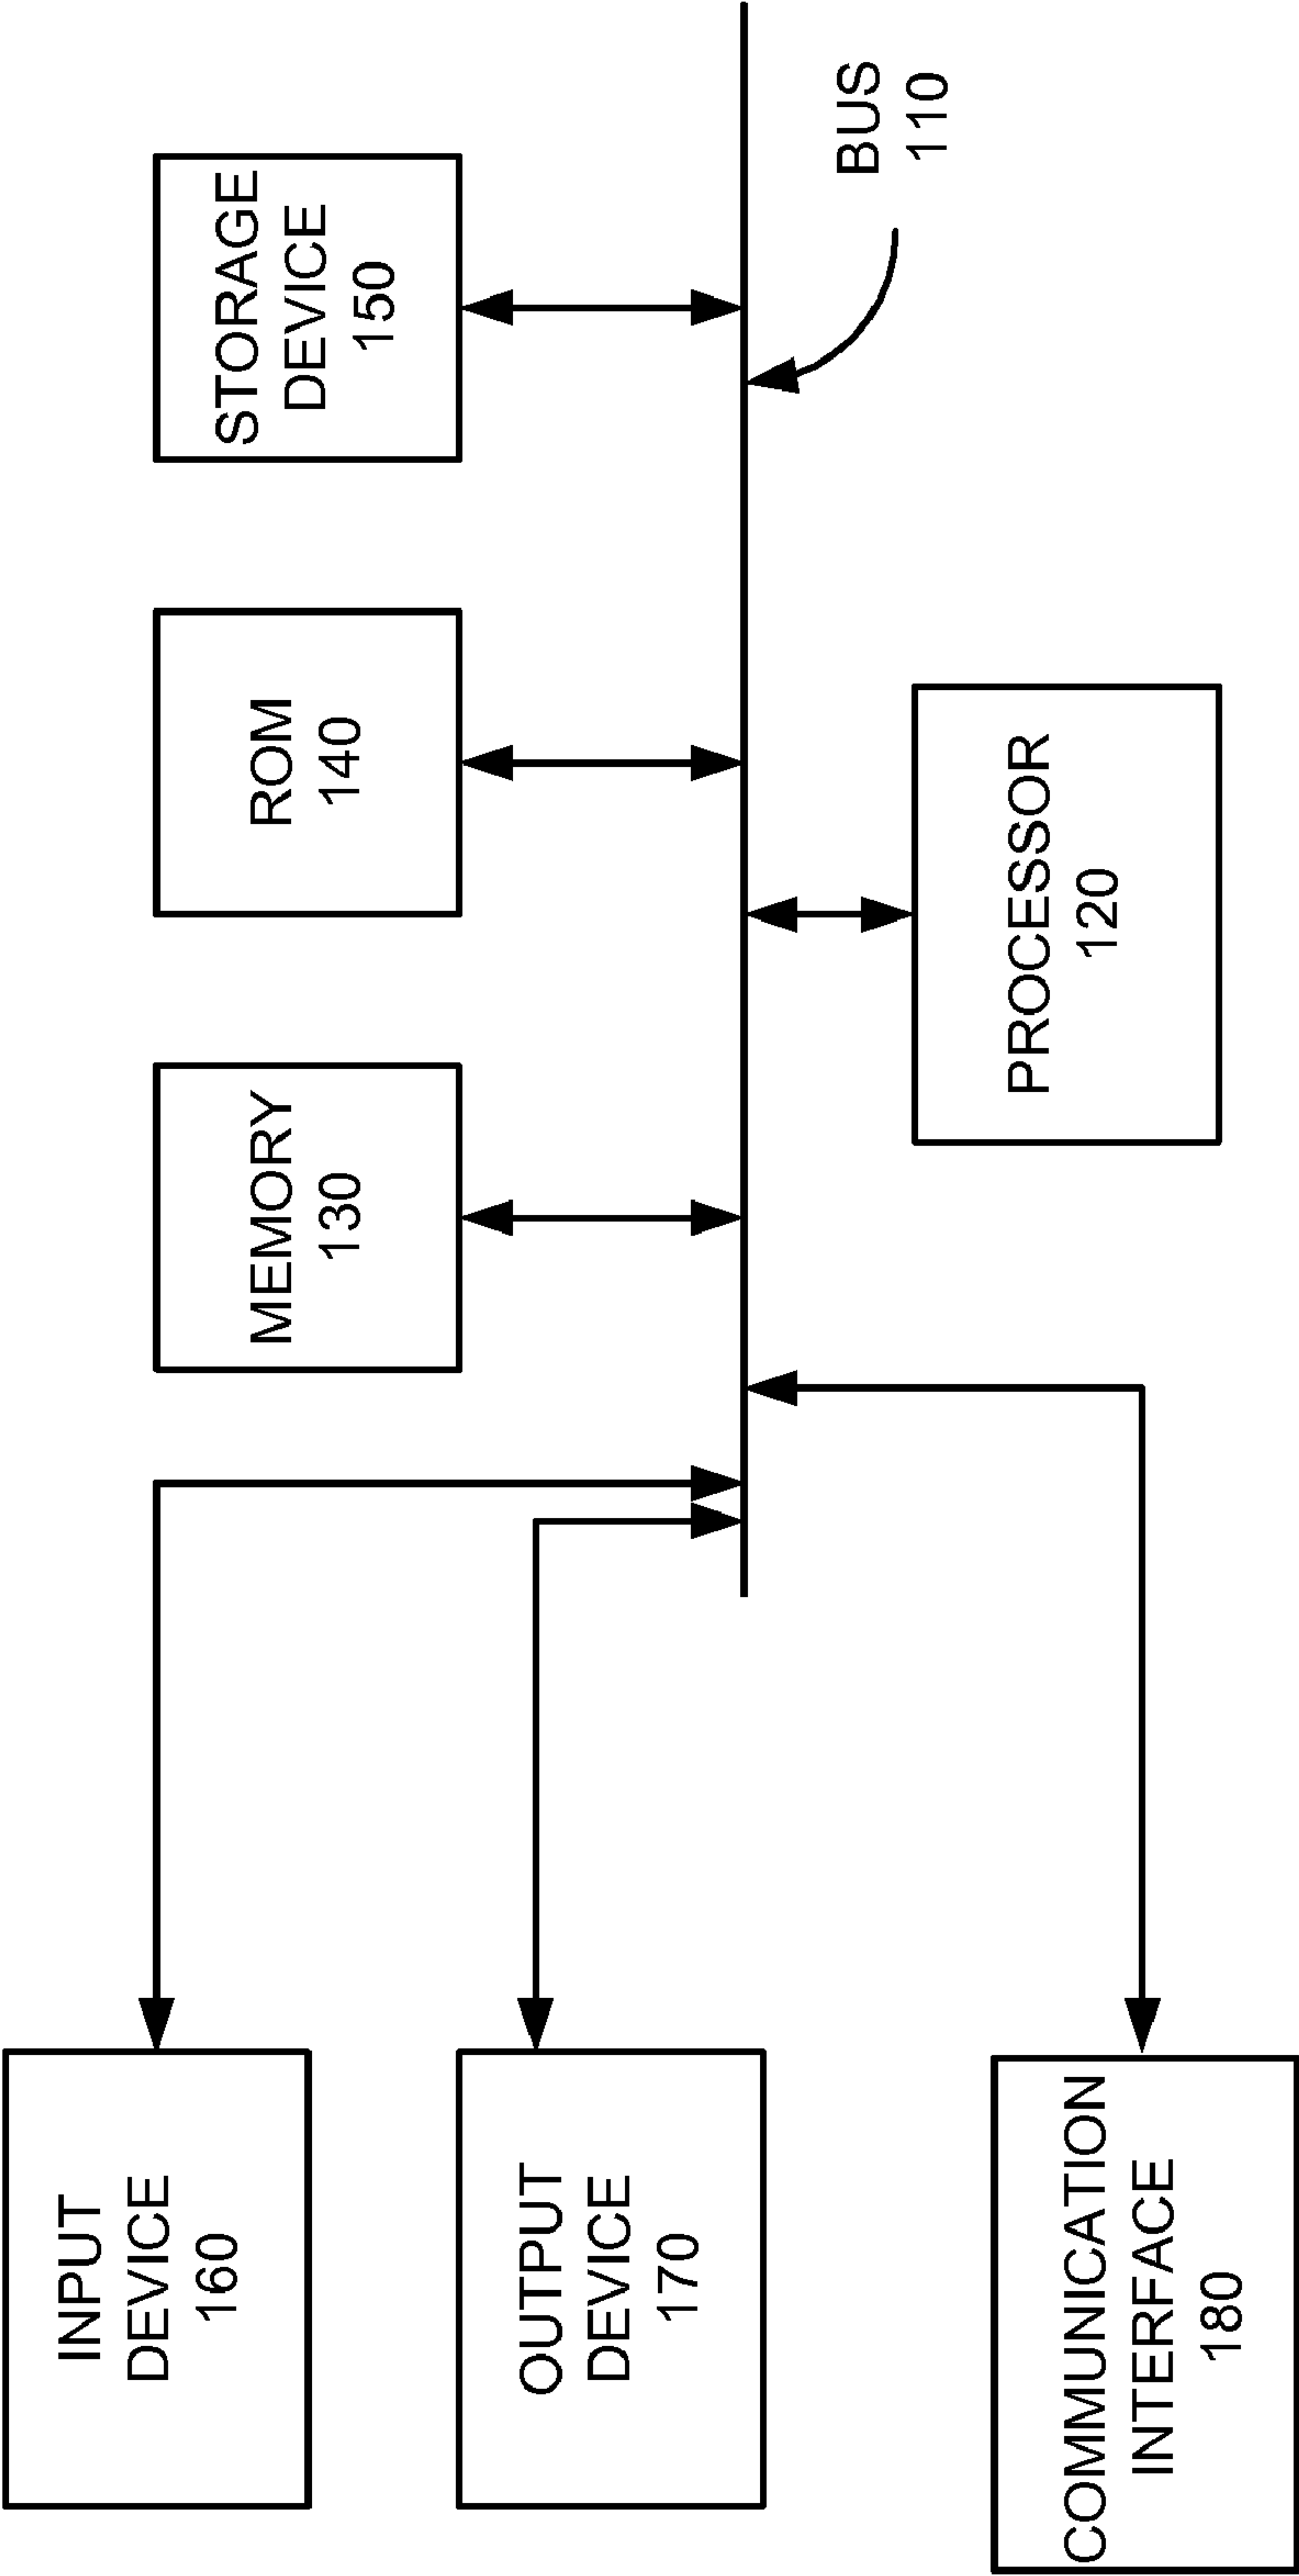 INPUT
DEVICE
160
MEMORY
130
ROM
140
STORAGE
DEVICE
150
OUTPUT
DEVICE
170
BUS
110
PROCESSOR
120
COMMUNICATION
INTERFACE
180